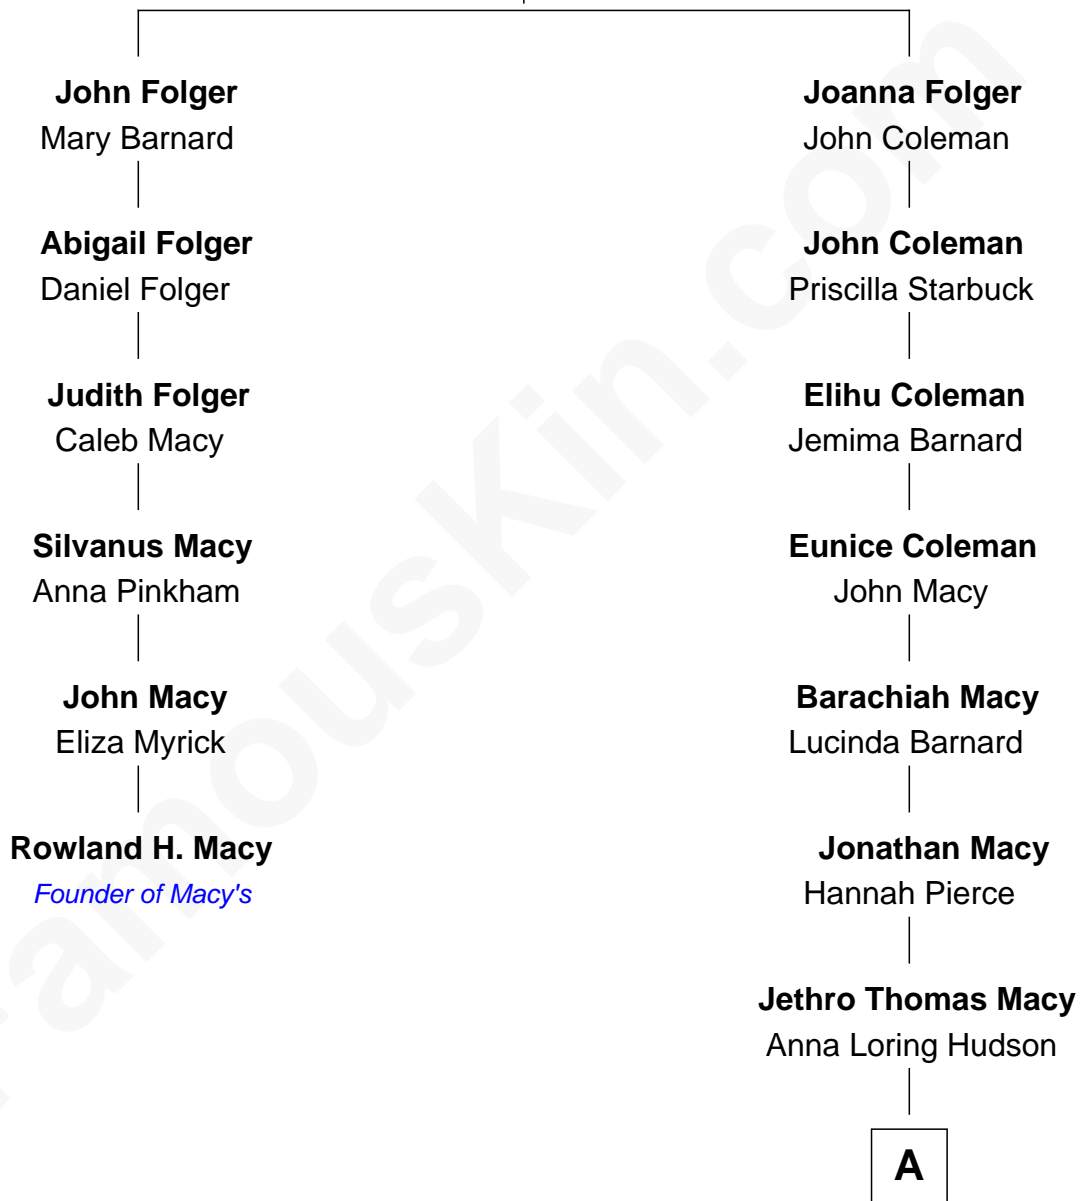 John Folger
Mary Barnard
Abigail Folger
Daniel Folger
Judith Folger
Caleb Macy
Silvanus Macy
Anna Pinkham
John Macy
Eliza Myrick
Rowland H. Macy
Founder of Macy's
Joanna Folger
John Coleman
John Coleman
Priscilla Starbuck
Elihu Coleman
Jemima Barnard
Eunice Coleman
John Macy
Barachiah Macy
Lucinda Barnard
Jonathan Macy
Hannah Pierce
Jethro Thomas Macy
Anna Loring Hudson
A
FamousKin.com